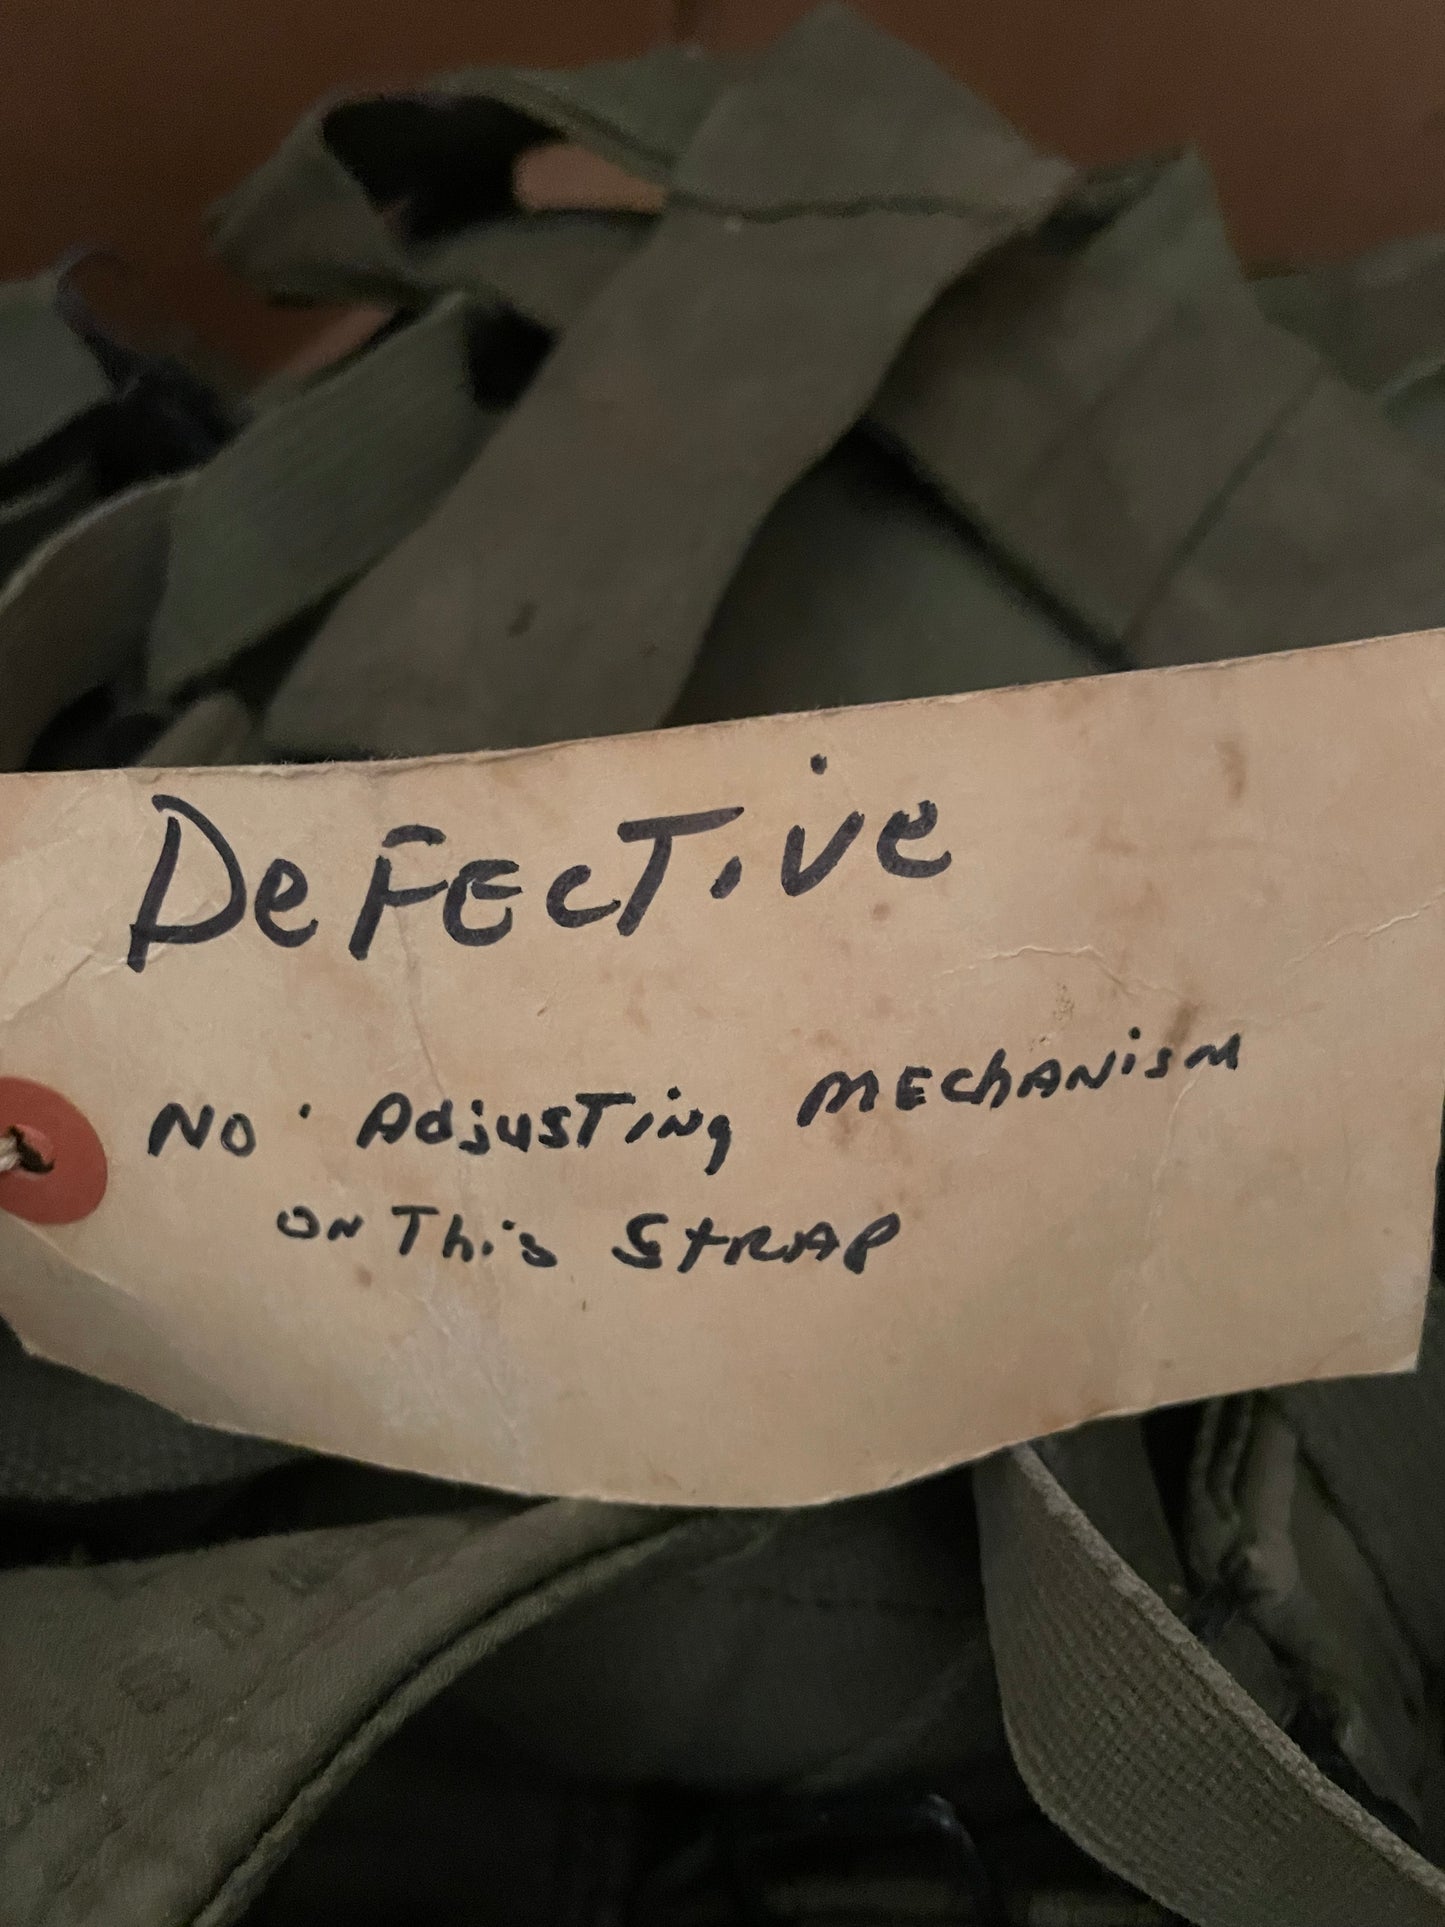 DeFEcTive
No Adjusting MEchANisM
ON This STRAP